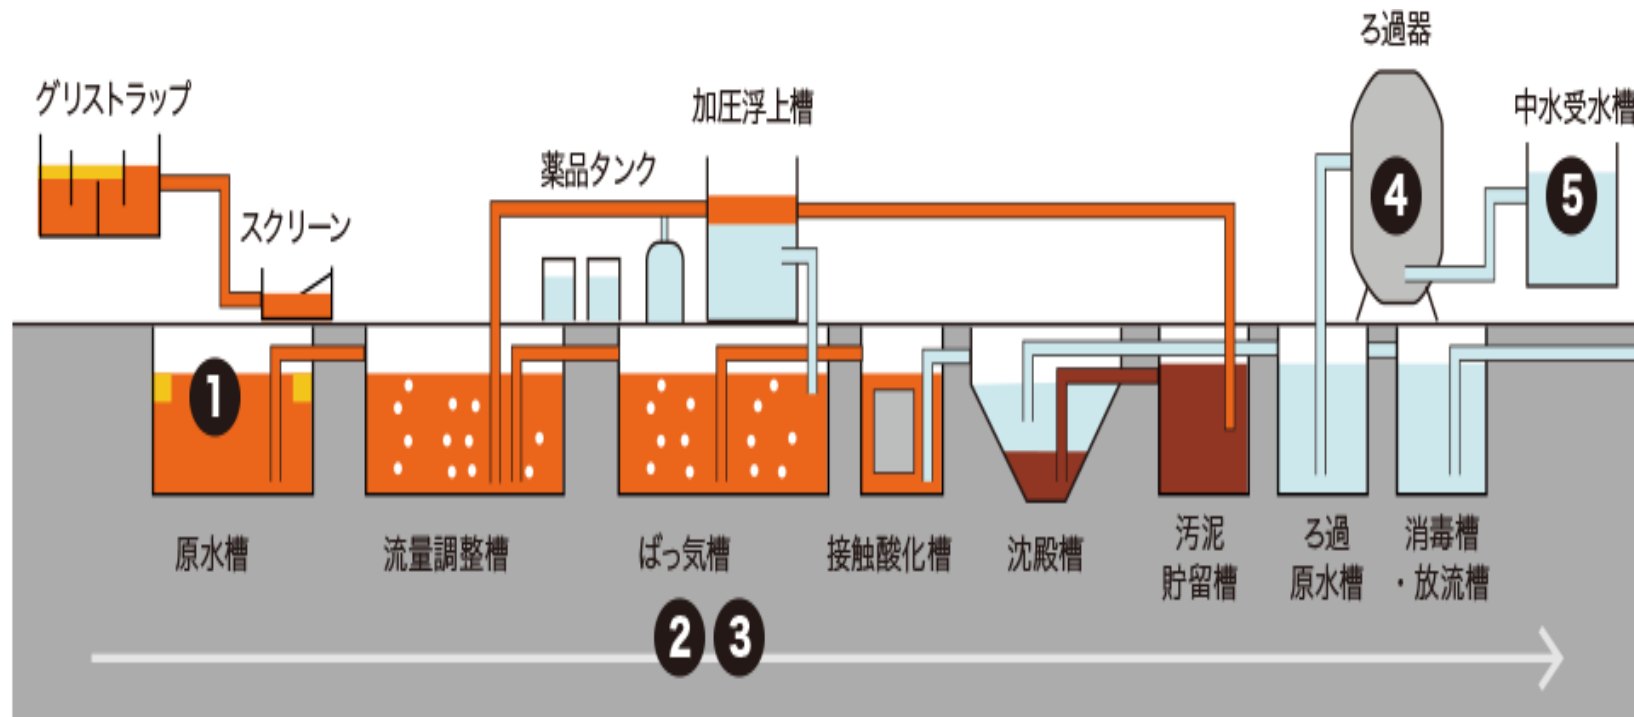 ろ過器
グリストラップ
加圧浮上槽
中水受水槽
薬品タンク
スクリーン
4
5
1
原水槽
流量調整槽
ばっ気槽
接触酸化槽
沈殿槽
汚泥
貯留槽
ろ過
原水槽
消毒槽
・放流槽
2 3